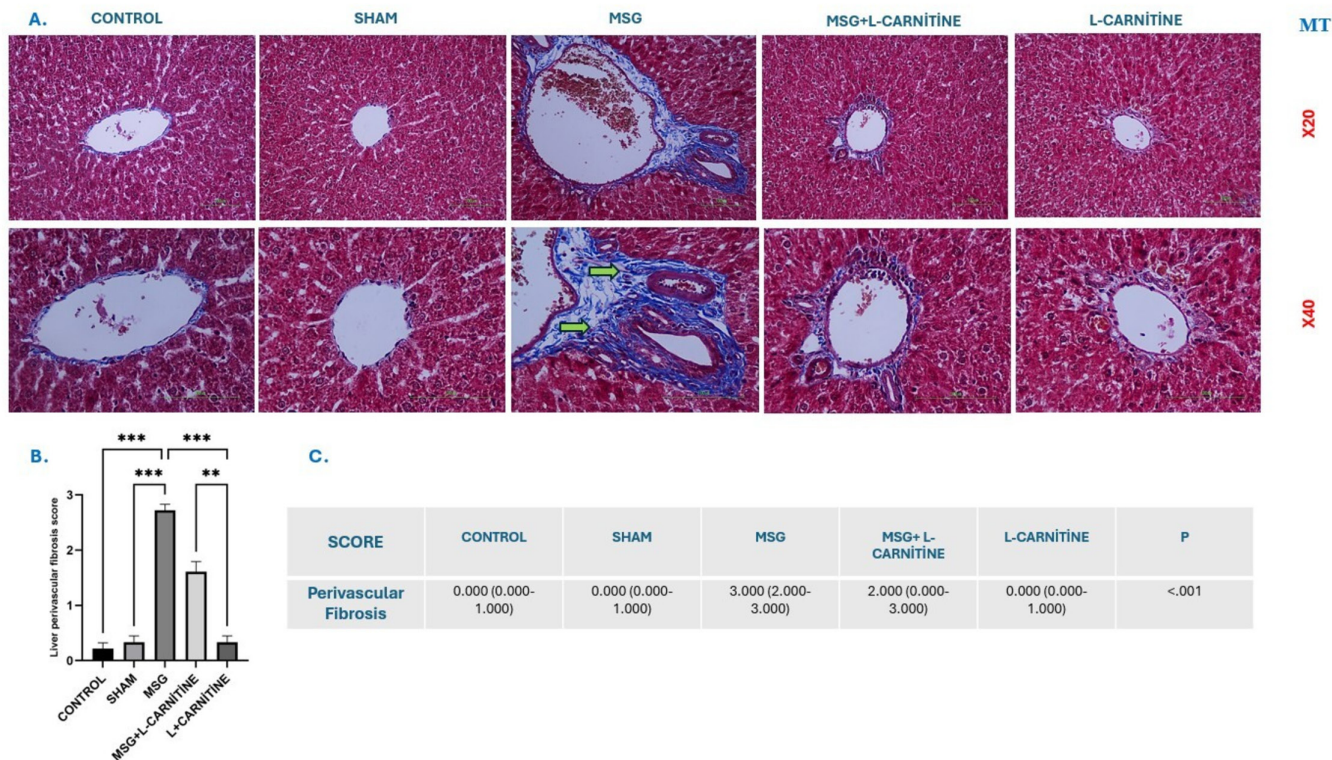 A.
CONTROL
SHAM
MSG
MSG+L-CARNİTİNE
L-CARNİTİNE
MT
X20
X40
B.
***
***
***
**
Liver perivascular fibrosis score
3
2
1
0
CONTROL
SHAM
MSG
MSG+L-CARNİTİNE
L+CARNİTİNE
C.
SCORE
CONTROL
SHAM
MSG
MSG+ L-
CARNİTİNE
L-CARNİTİNE
P
Perivascular
Fibrosis
0.000 (0.000-
1.000)
0.000 (0.000-
1.000)
3.000 (2.000-
3.000)
2.000 (0.000-
3.000)
0.000 (0.000-
1.000)
<.001